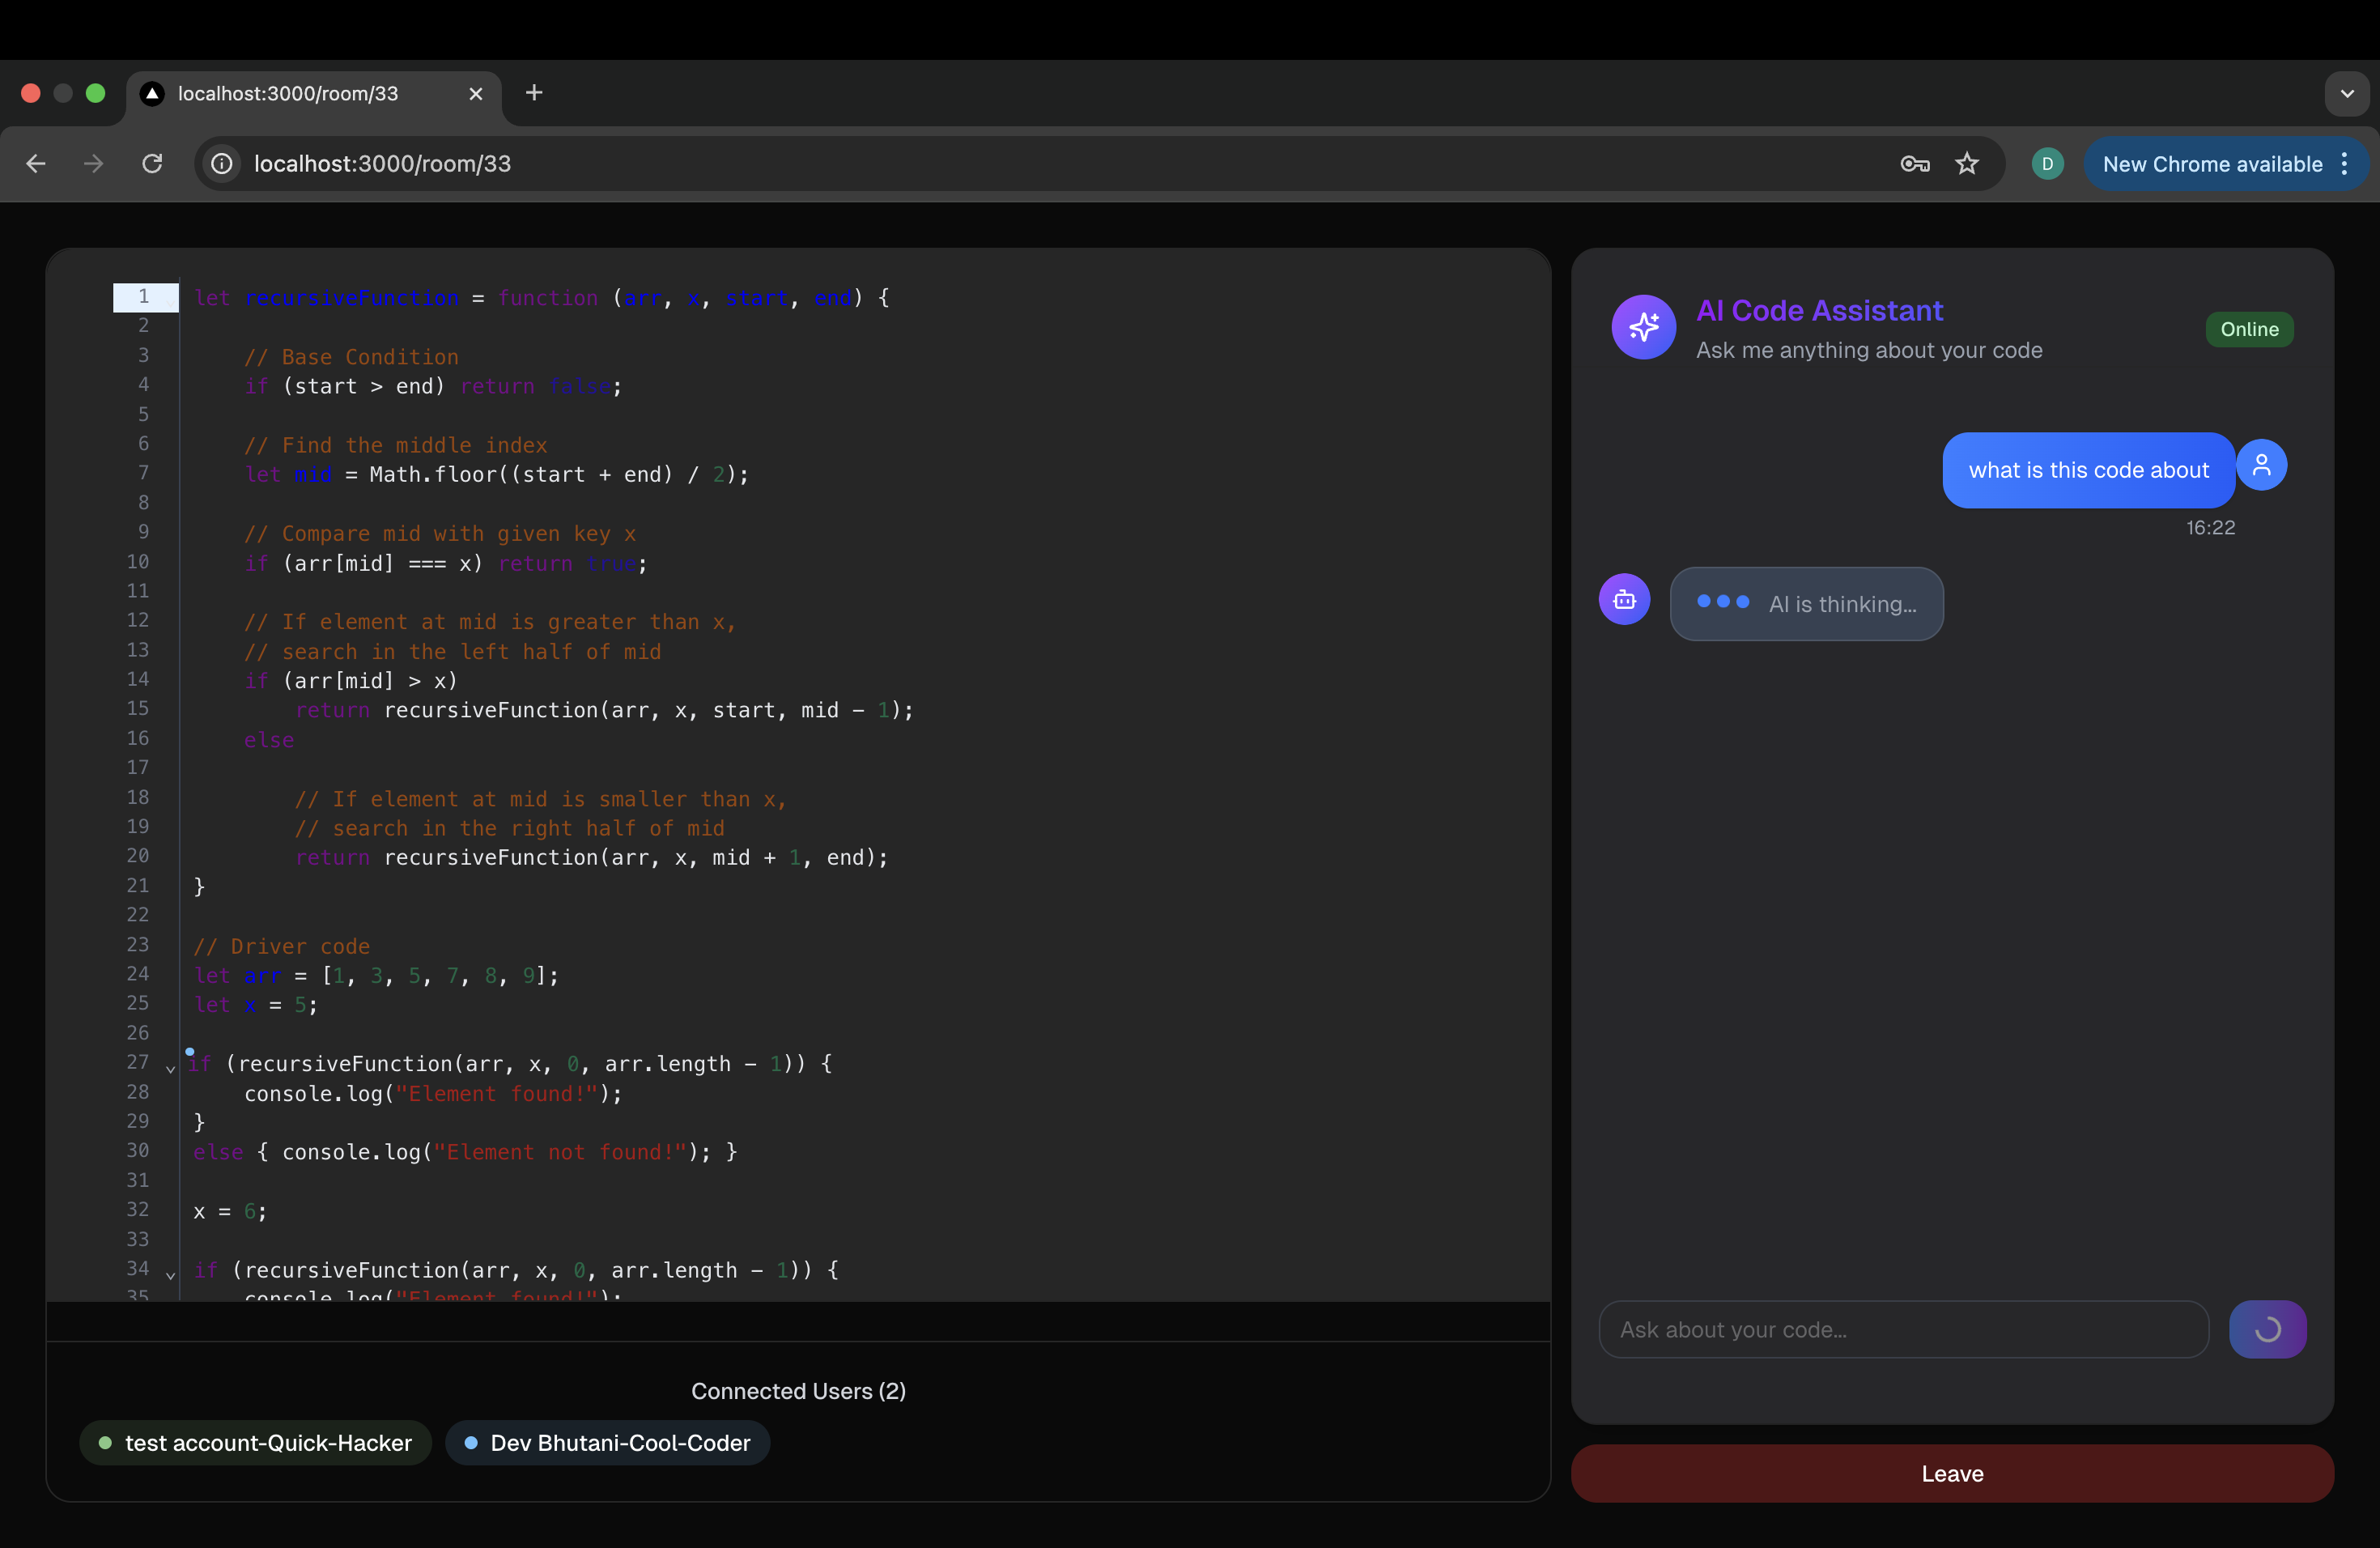 localhost:3000/room/33
localhost:3000/room/33
D
New Chrome available
1 let recursiveFunction = function (arr, x, start, end) {
2
3 // Base Condition
4 if (start > end) return false;
5
6 // Find the middle index
7 let mid = Math.floor((start + end) / 2);
8
9 // Compare mid with given key x
10 if (arr[mid] === x) return true;
11
12 // If element at mid is greater than x,
13 // search in the left half of mid
14 if (arr[mid] > x)
15 return recursiveFunction(arr, x, start, mid - 1);
16 else
17
18 // If element at mid is smaller than x,
19 // search in the right half of mid
20 return recursiveFunction(arr, x, mid + 1, end);
21 }
22
23 // Driver code
24 let arr = [1, 3, 5, 7, 8, 9];
25 let x = 5;
26
27 if (recursiveFunction(arr, x, 0, arr.length - 1)) {
28 console.log("Element found!");
29 }
30 else { console.log("Element not found!"); }
31
32 x = 6;
33
34 if (recursiveFunction(arr, x, 0, arr.length - 1)) {
35 console.log("Element found!");
Connected Users (2)
test account-Quick-Hacker
Dev Bhutani-Cool-Coder
AI Code Assistant
Ask me anything about your code
Online
what is this code about
16:22
AI is thinking...
Ask about your code...
Leave